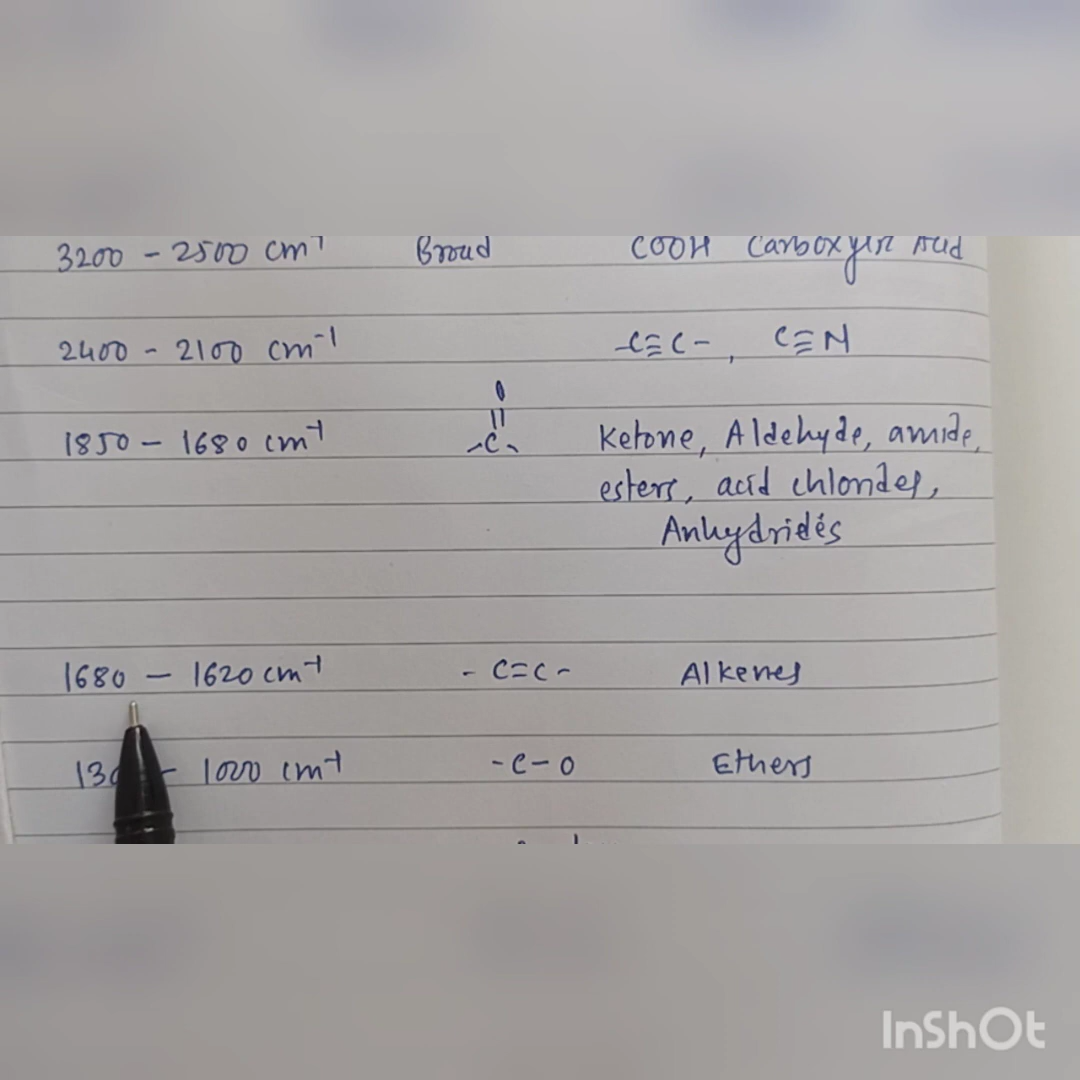 3200 - 2500 cm⁻¹ Broad COOH Carboxylic Acid
2400 - 2100 cm⁻¹ -C≡C- , C≡N
O
||
1850 - 1680 cm⁻¹ -C- Ketone, Aldehyde, amide,
esters, acid chlorides,
Anhydrides
1680 - 1620 cm⁻¹ - C=C - Alkenes
- 1000 cm⁻¹ -C-O Ethers
InShOt